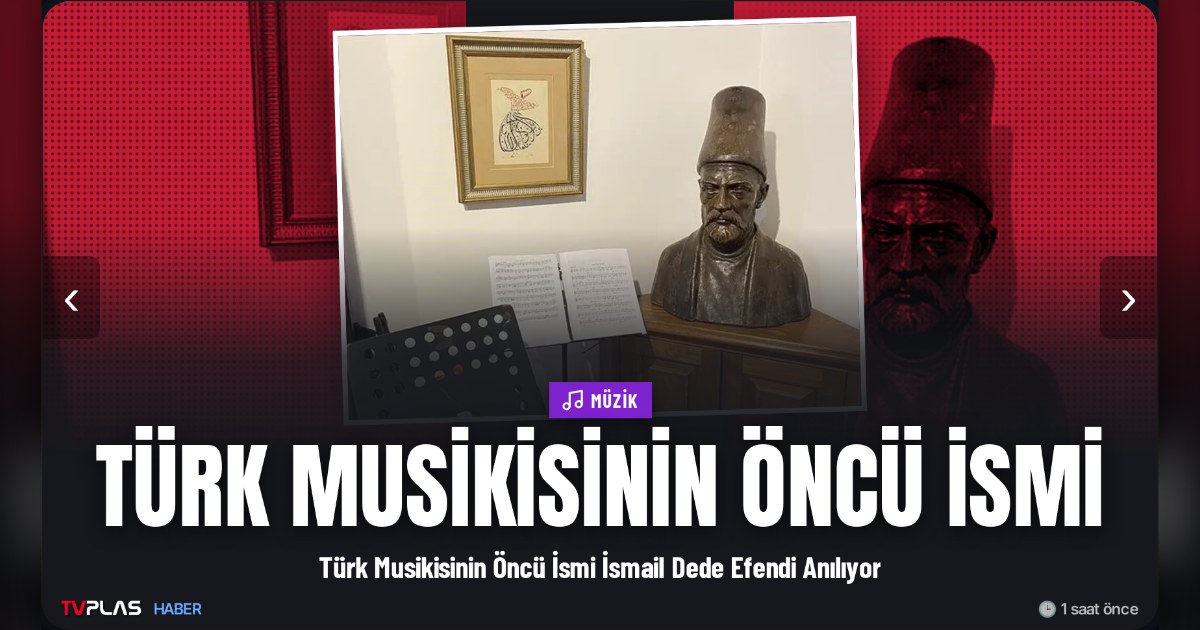 MÜZİK
TÜRK MUSİKİSİNİN ÖNCÜ İSMİ
Türk Musikisinin Öncü İsmi İsmail Dede Efendi Anılıyor
TVPLAS HABER
1 saat önce